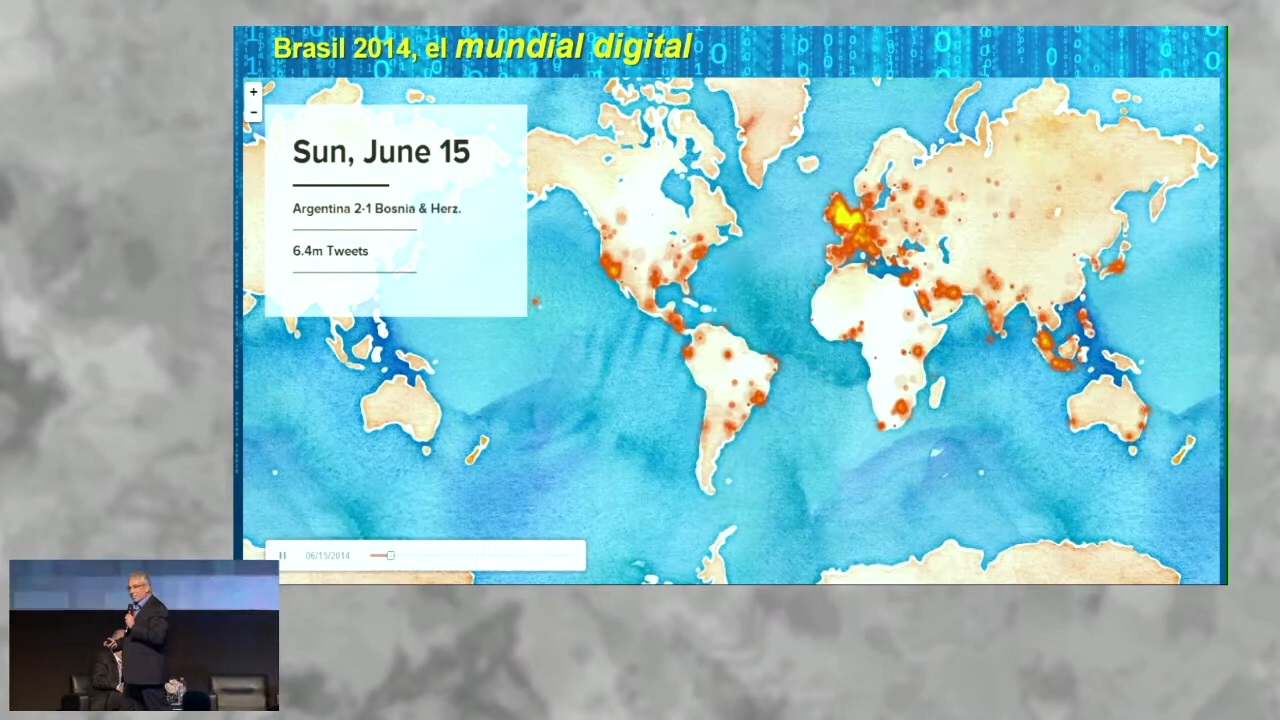 Brasil 2014, el mundial digital
+
-
Sun, June 15
Argentina 2-1 Bosnia & Herz.
6.4m Tweets
06/15/2014